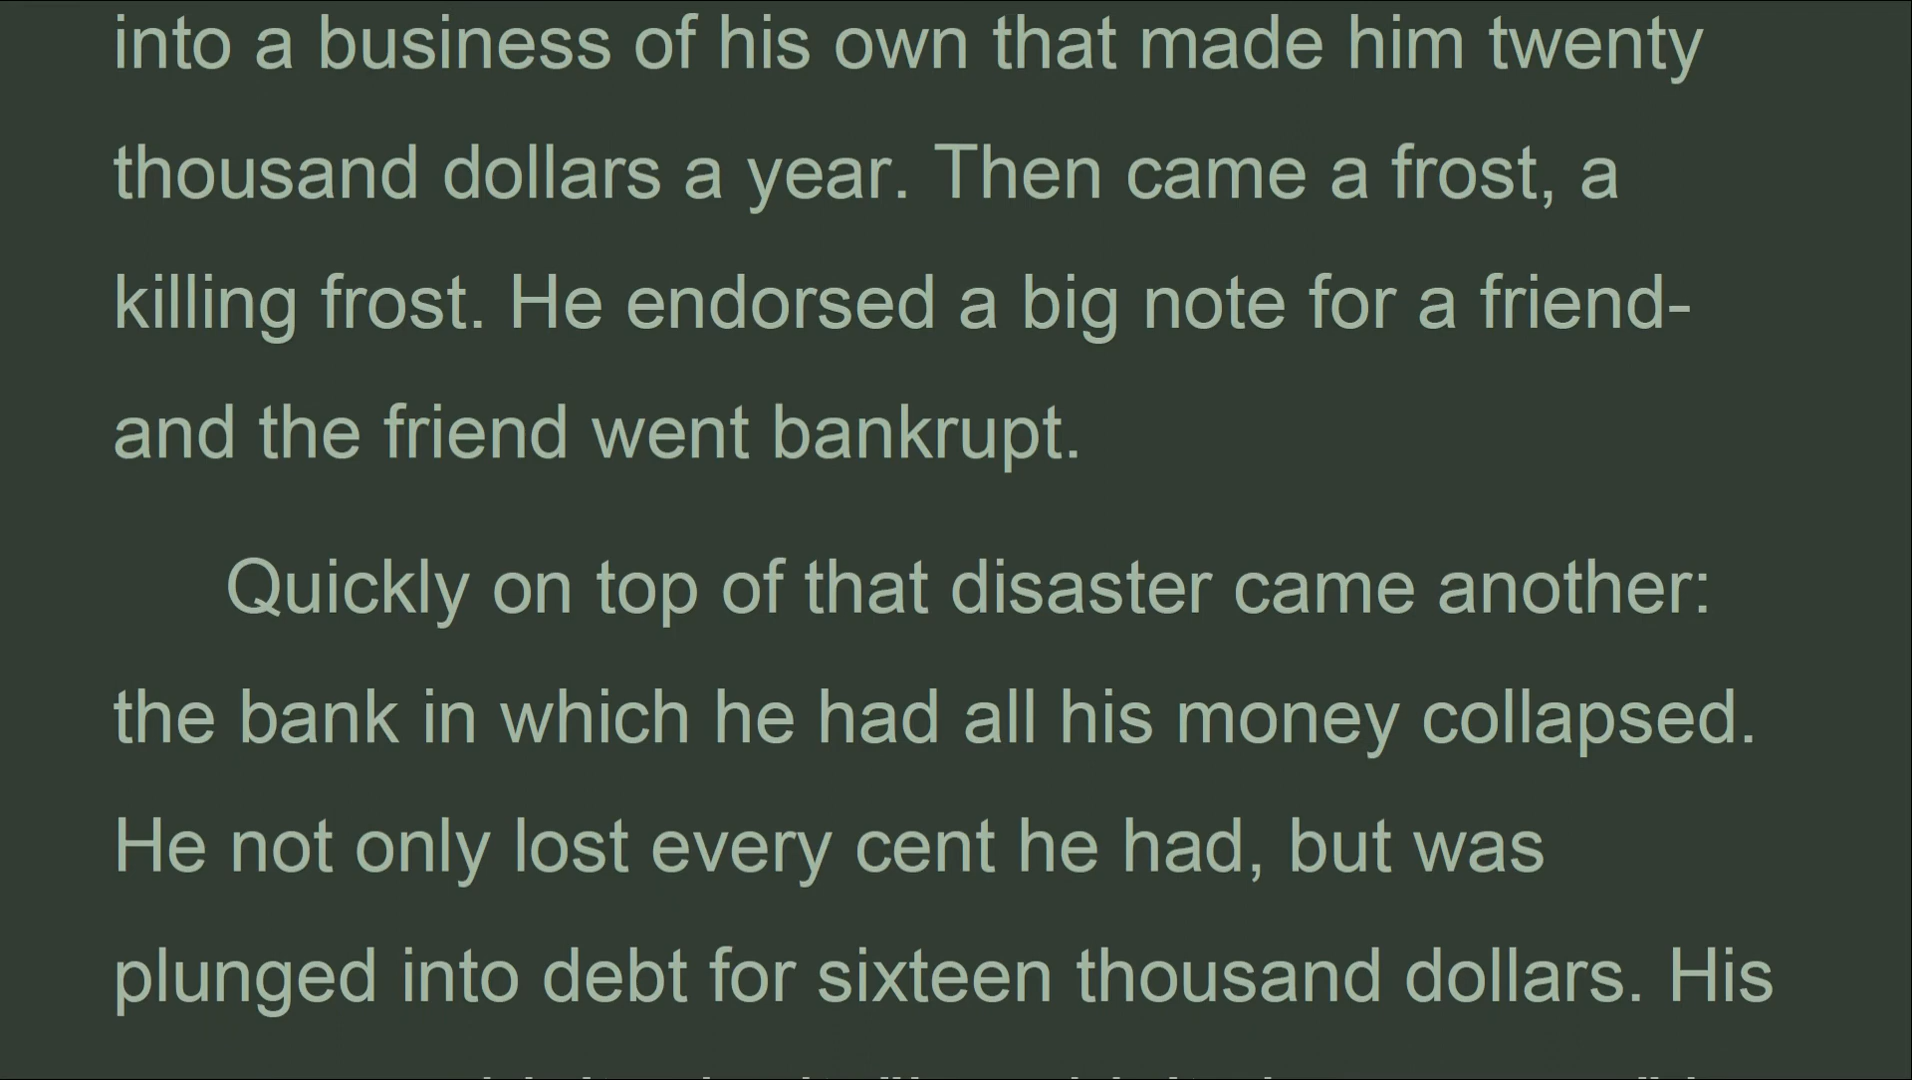 into a business of his own that made him twenty
thousand dollars a year. Then came a frost, a
killing frost. He endorsed a big note for a friend-
and the friend went bankrupt.
Quickly on top of that disaster came another:
the bank in which he had all his money collapsed.
He not only lost every cent he had, but was
plunged into debt for sixteen thousand dollars. His